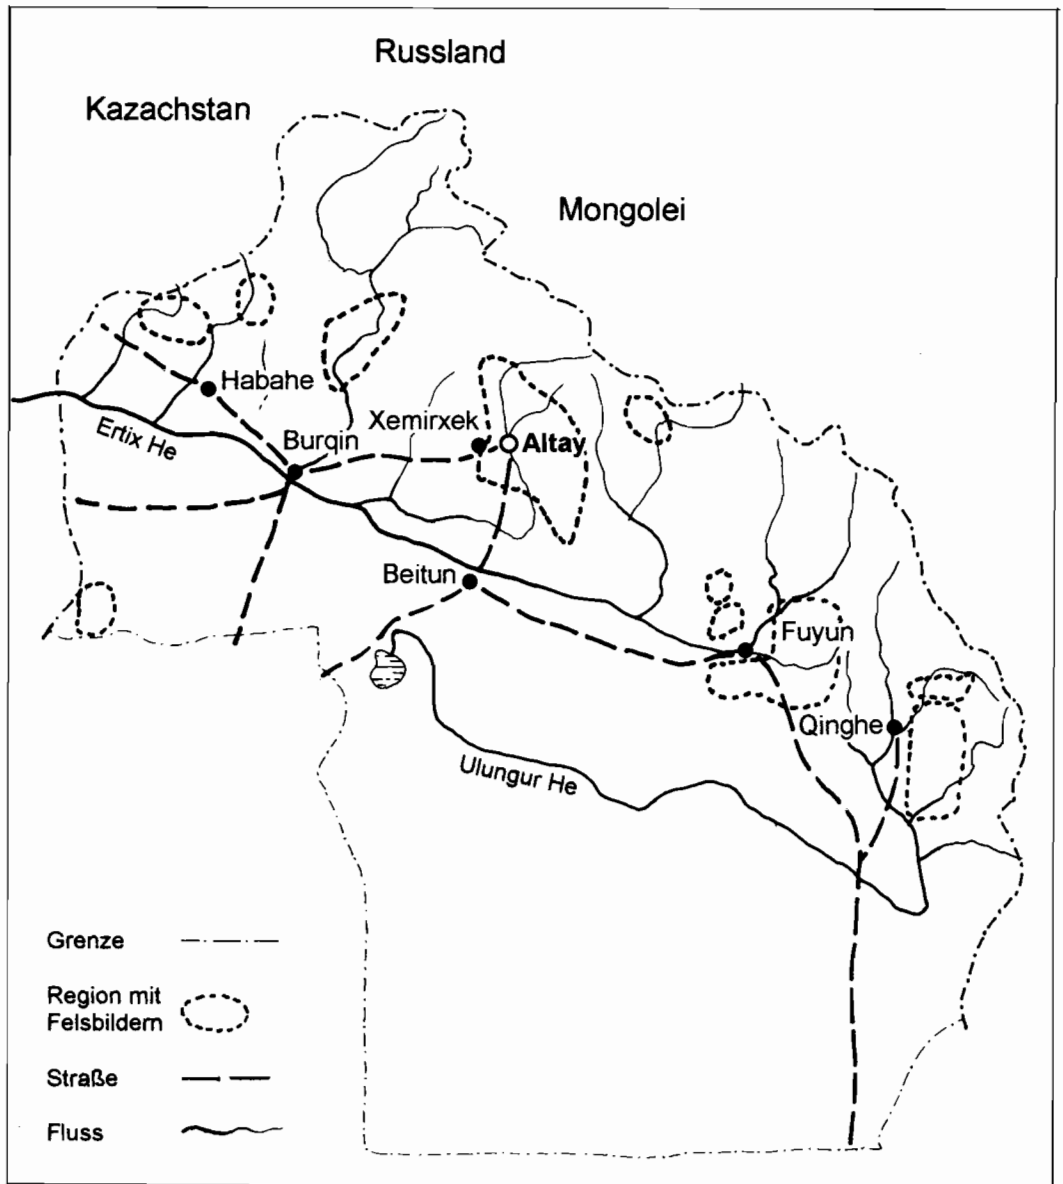 Russland
Kazachstan
Mongolei
Habahe
Xemirxek
Ertix He
Burqin
Altay
Beitun
Fuyun
Qinghe
Ulungur He
Grenze
Region mit
Felsbildern
Straße
Fluss